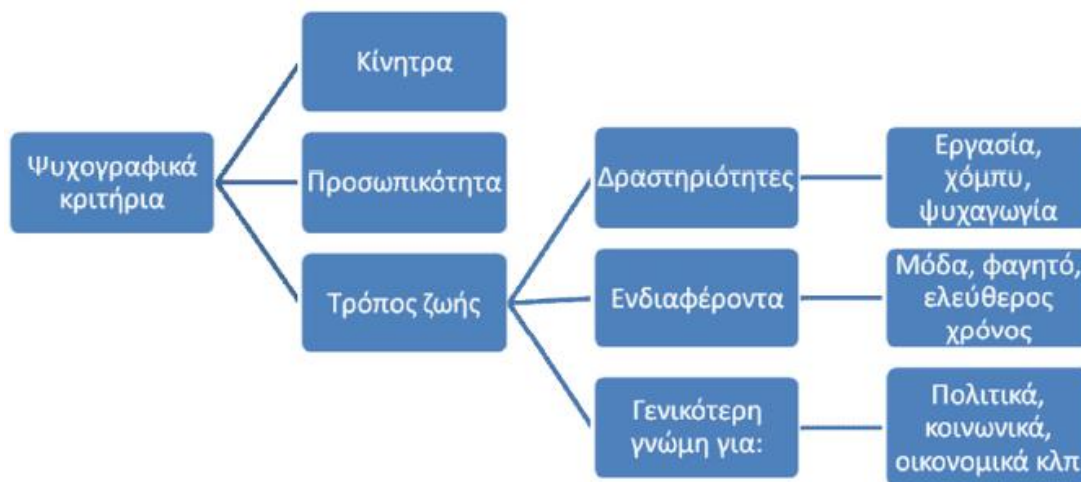 Ψυχογραφικά
κριτήρια
Κίνητρα
Προσωπικότητα
Τρόπος ζωής
Δραστηριότητες
Εργασία,
χόμπυ,
ψυχαγωγία
Ενδιαφέροντα
Μόδα, φαγητό,
ελεύθερος
χρόνος
Γενικότερη
γνώμη για:
Πολιτικά,
κοινωνικά,
οικονομικά κλπ